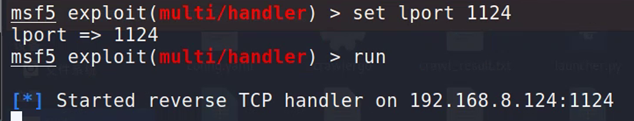 msf5 exploit(multi/handler) > set lport 1124
lport => 1124
msf5 exploit(multi/handler) > run
[*] Started reverse TCP handler on 192.168.8.124:1124